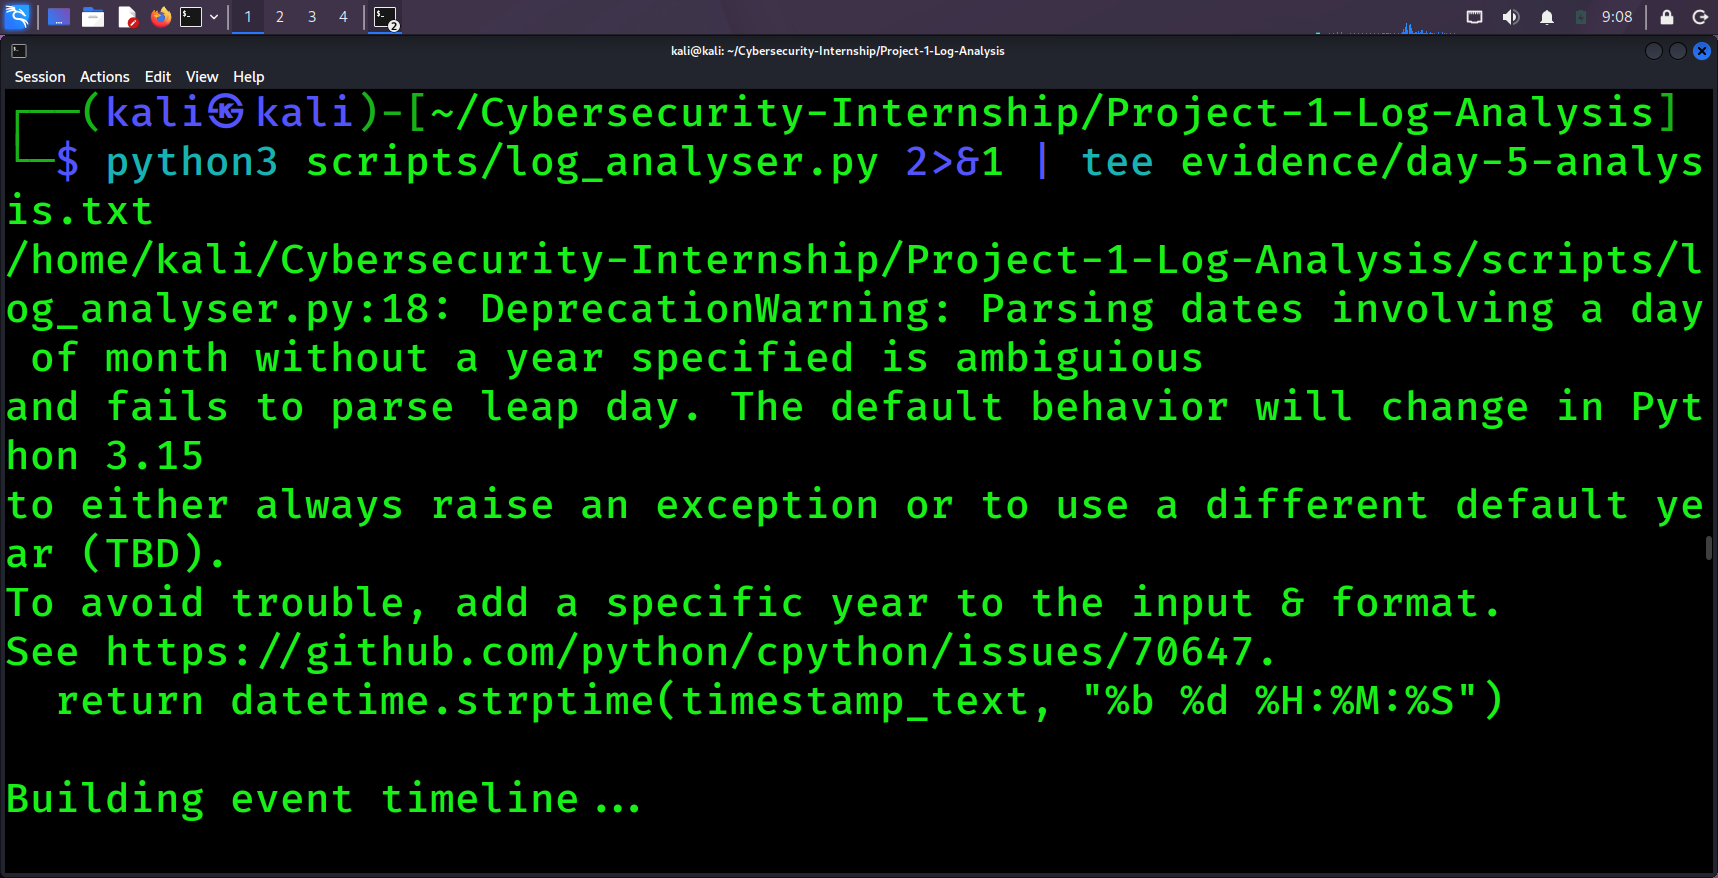 1 2 3 4 2 9:08
kali@kali: ~/Cybersecurity-Internship/Project-1-Log-Analysis
Session Actions Edit View Help
┌──(kali㉿kali)-[~/Cybersecurity-Internship/Project-1-Log-Analysis]
└─$ python3 scripts/log_analyser.py 2>&1 | tee evidence/day-5-analys
is.txt
/home/kali/Cybersecurity-Internship/Project-1-Log-Analysis/scripts/l
og_analyser.py:18: DeprecationWarning: Parsing dates involving a day
 of month without a year specified is ambiguious
and fails to parse leap day. The default behavior will change in Pyt
hon 3.15
to either always raise an exception or to use a different default ye
ar (TBD).
To avoid trouble, add a specific year to the input & format.
See https://github.com/python/cpython/issues/70647.
  return datetime.strptime(timestamp_text, "%b %d %H:%M:%S")
Building event timeline...